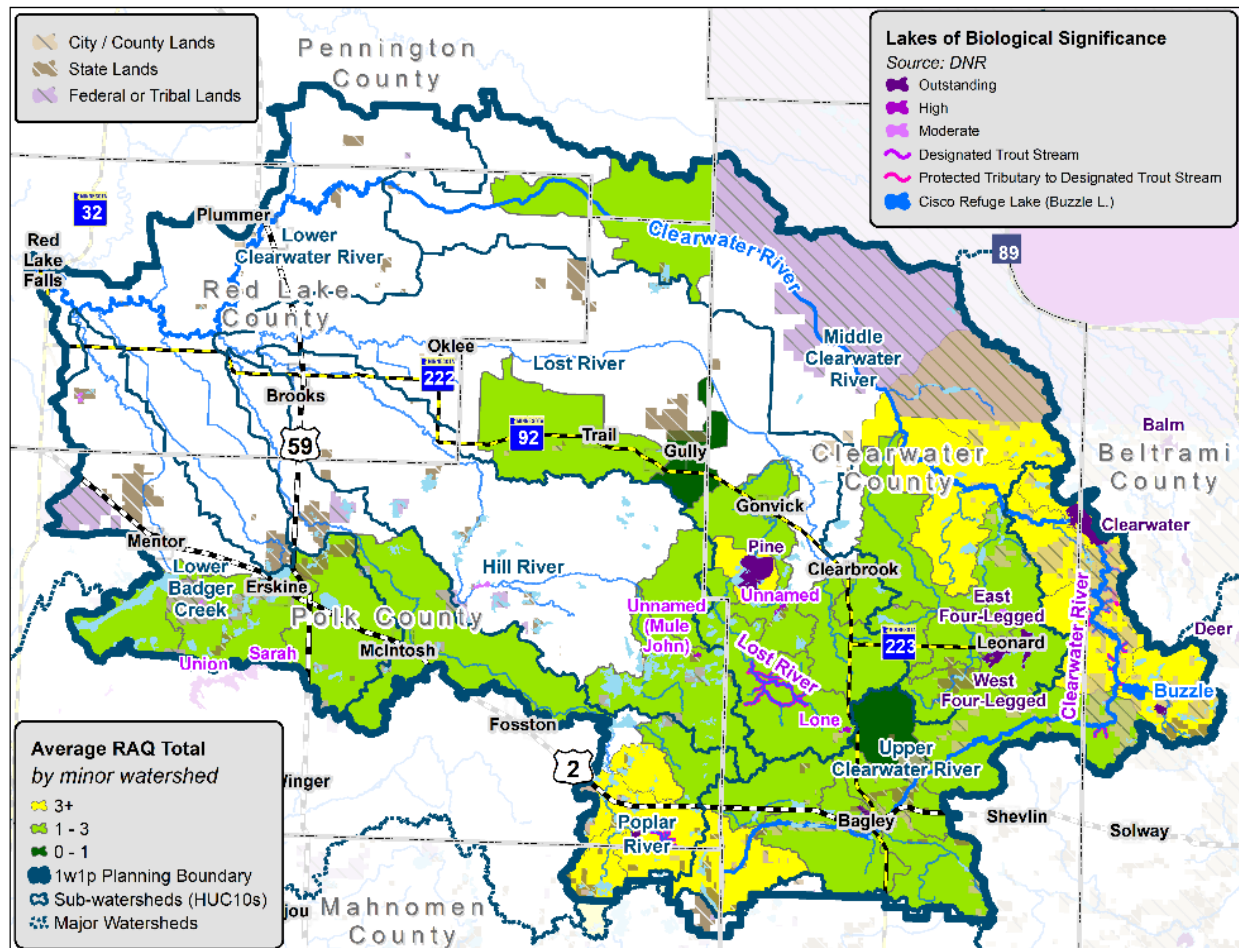 City / County Lands
State Lands
Federal or Tribal Lands
Pennington
County
Lakes of Biological Significance
Source: DNR
Outstanding
High
Moderate
Designated Trout Stream
Protected Tributary to Designated Trout Stream
Cisco Refuge Lake (Buzzle L.)
32
Plummer
Red
Lake
Falls
Lower
Clearwater River
Clearwater River
89
Red Lake
County
Middle
Clearwater
River
Oklee
222
Lost River
Brooks
59
92
Trail
Gully
Clearwater
County
Balm
Beltrami
County
Gonvick
Clearwater
Mentor
Pine
Clearbrook
Lower
Badger
Creek
Erskine
Hill River
Unnamed
Unnamed
(Mule
John)
East
Four-Legged
Polk County
McIntosh
Lost River
223
Leonard
Clearwater River
Deer
Union
Sarah
West
Four-Legged
Buzzle
Lone
Fosston
Upper
Clearwater River
2
Average RAQ Total
by minor watershed
3+
1 - 3
0 - 1
1w1p Planning Boundary
Sub-watersheds (HUC10s)
Major Watersheds
Poplar
River
Bagley
Shevlin
Solway
Mahnomen
County